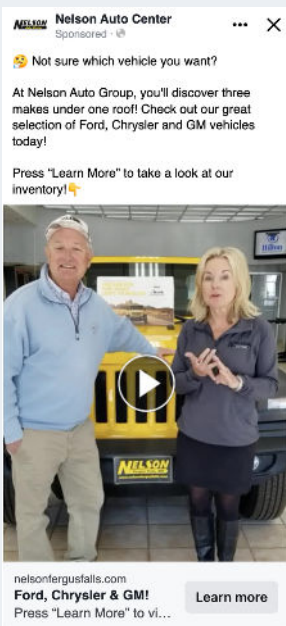 NELSON
Nelson Auto Center
Sponsored ·
Not sure which vehicle you want?
At Nelson Auto Group, you'll discover three
makes under one roof! Check out our great
selection of Ford, Chrysler and GM vehicles
today!
Press “Learn More” to take a look at our
inventory!
NELSON
nelsonfergusfalls.com
Ford, Chrysler & GM!
Press “Learn More” to vi...
Learn more